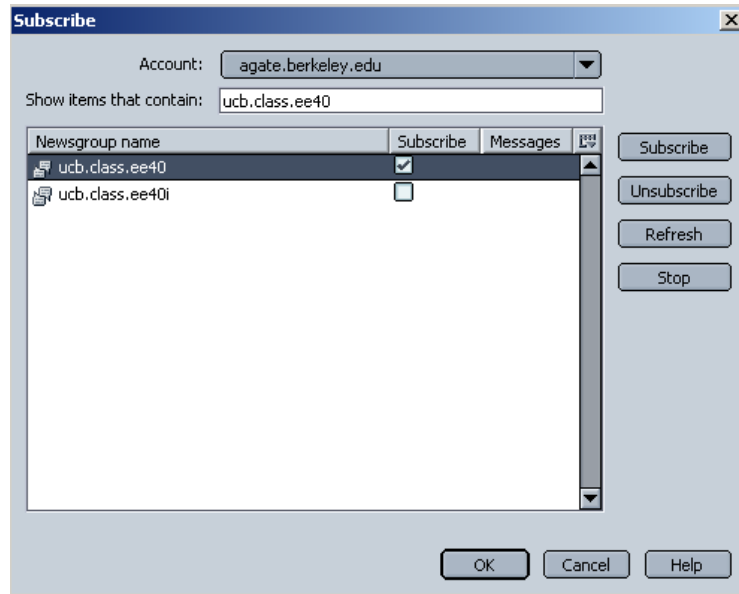 Subscribe
Account: agate.berkeley.edu
Show items that contain: ucb.class.ee40
Newsgroup name Subscribe Messages
ucb.class.ee40
ucb.class.ee40i
Subscribe
Unsubscribe
Refresh
Stop
OK Cancel Help